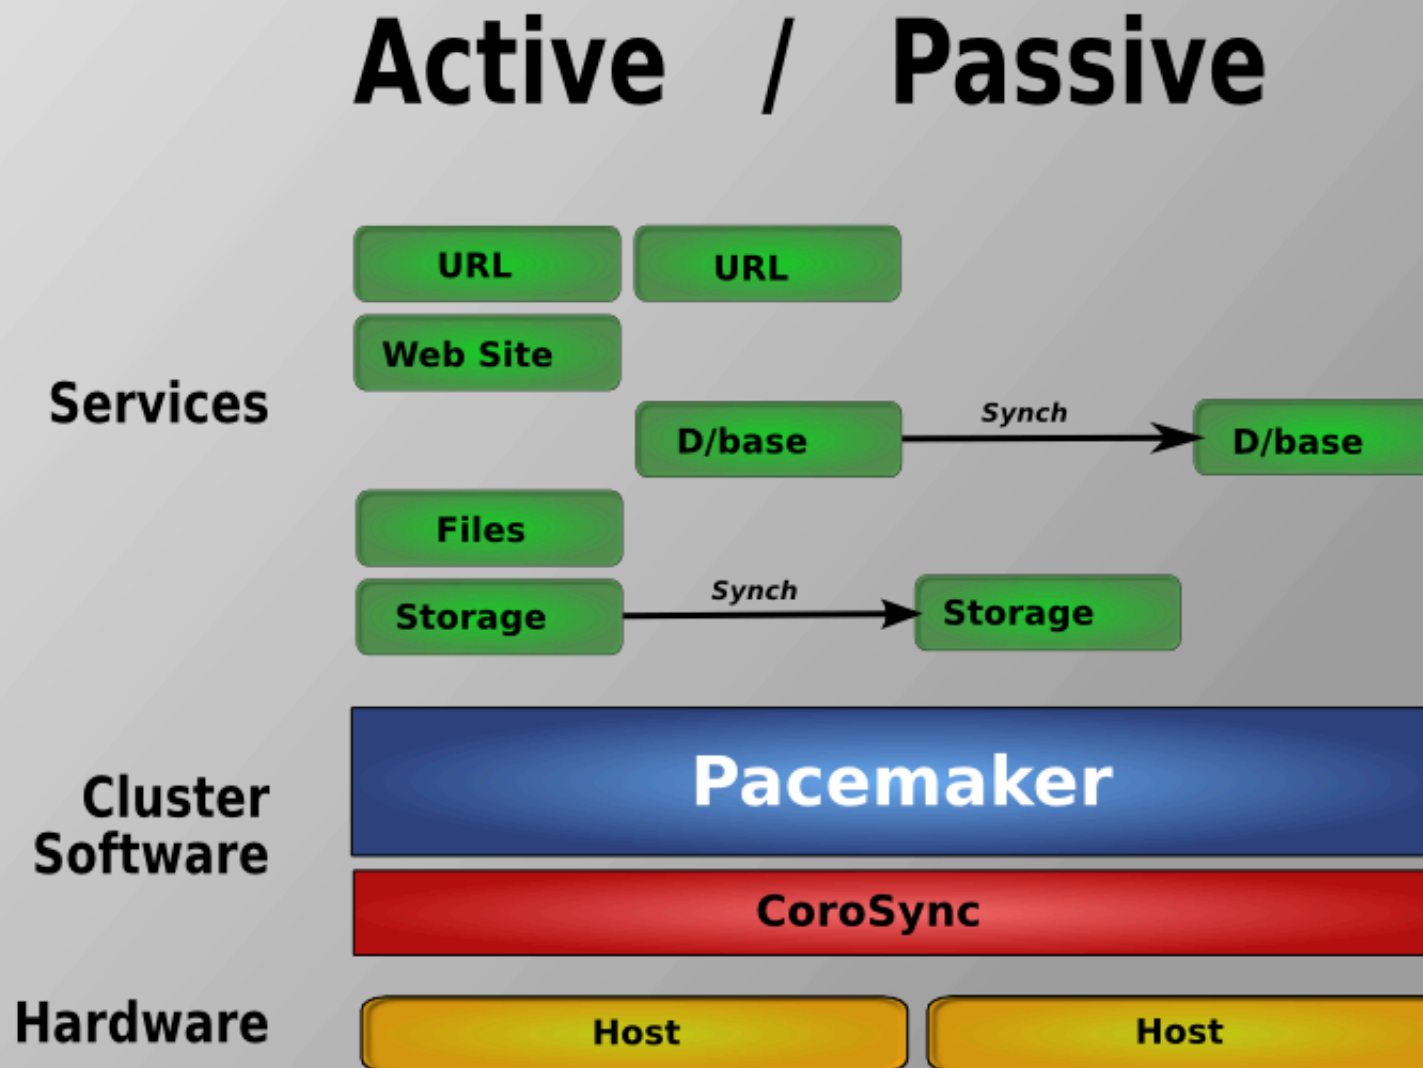 Active / Passive
URL URL
Web Site
Services
Synch
D/base D/base
Files
Synch
Storage Storage
Pacemaker
Cluster
Software
CoroSync
Hardware
Host Host